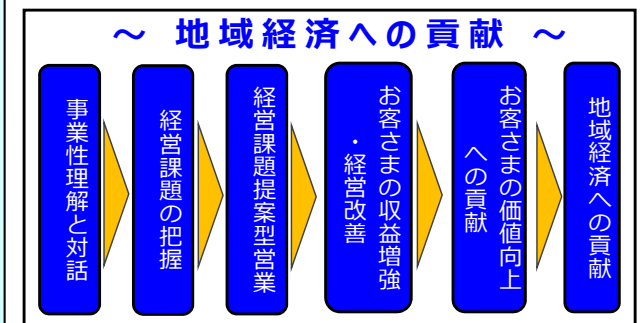 ～ 地域経済への貢献 ～
事業性理解と対話
経営課題の把握
経営課題提案型営業
お客さまの収益増強
・経営改善
お客さまの価値向上
への貢献
地域経済への貢献